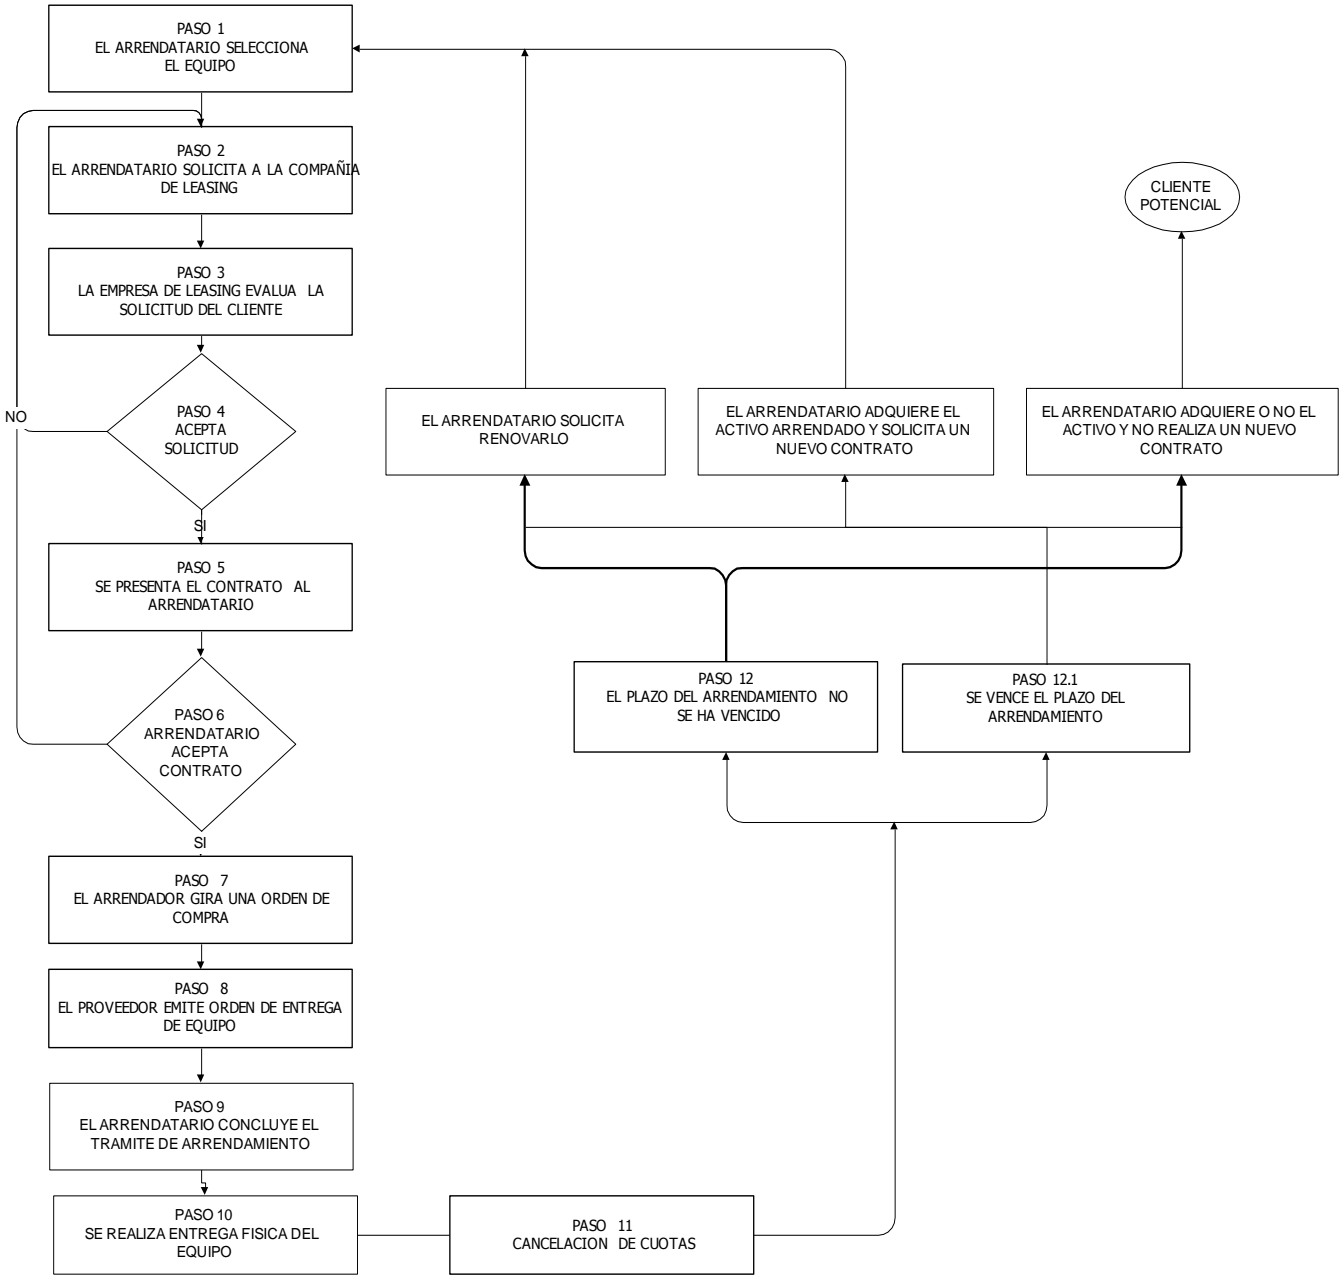 PASO 1
EL ARRENDATARIO SELECCIONA
EL EQUIPO
PASO 2
EL ARRENDATARIO SOLICITA A LA COMPAÑIA
DE LEASING
PASO 3
LA EMPRESA DE LEASING EVALUA LA
SOLICITUD DEL CLIENTE
NO
PASO 4
ACEPTA
SOLICITUD
SI
PASO 5
SE PRESENTA EL CONTRATO AL
ARRENDATARIO
PASO 6
ARRENDATARIO
ACEPTA
CONTRATO
SI
PASO 7
EL ARRENDADOR GIRA UNA ORDEN DE
COMPRA
PASO 8
EL PROVEEDOR EMITE ORDEN DE ENTREGA
DE EQUIPO
PASO 9
EL ARRENDATARIO CONCLUYE EL
TRAMITE DE ARRENDAMIENTO
PASO 10
SE REALIZA ENTREGA FISICA DEL
EQUIPO
PASO 11
CANCELACION DE CUOTAS
PASO 12
EL PLAZO DEL ARRENDAMIENTO NO
SE HA VENCIDO
PASO 12.1
SE VENCE EL PLAZO DEL
ARRENDAMIENTO
EL ARRENDATARIO SOLICITA
RENOVARLO
EL ARRENDATARIO ADQUIERE EL
ACTIVO ARRENDADO Y SOLICITA UN
NUEVO CONTRATO
EL ARRENDATARIO ADQUIERE O NO EL
ACTIVO Y NO REALIZA UN NUEVO
CONTRATO
CLIENTE
POTENCIAL